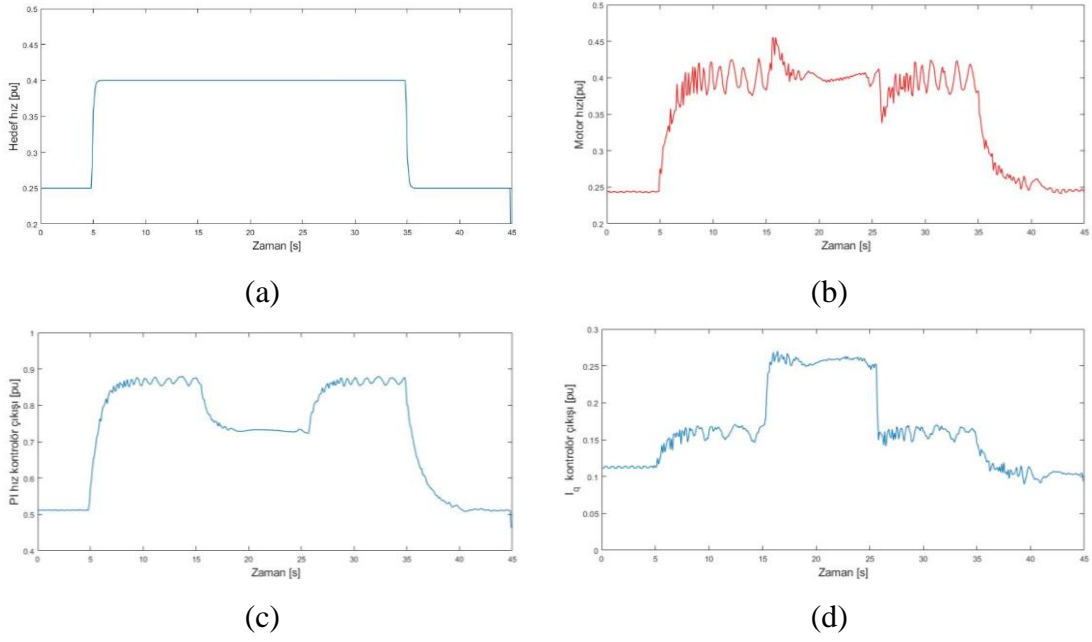 0.5
0.45
0.4
0.35
0.3
0.25
0.2
Hedef hız [pu]
0 5 10 15 20 25 30 35 40 45
Zaman [s]
(a)
0.5
0.45
0.4
0.35
0.3
0.25
0.2
Motor hızı[pu]
0 5 10 15 20 25 30 35 40 45
Zaman [s]
(b)
1
0.9
0.8
0.7
0.6
0.5
0.4
PI hız kontrolör çıkışı [pu]
0 5 10 15 20 25 30 35 40 45
Zaman [s]
(c)
0.3
0.25
0.2
0.15
0.1
0.05
0
I_q kontrolör çıkışı [pu]
0 5 10 15 20 25 30 35 40 45
Zaman [s]
(d)